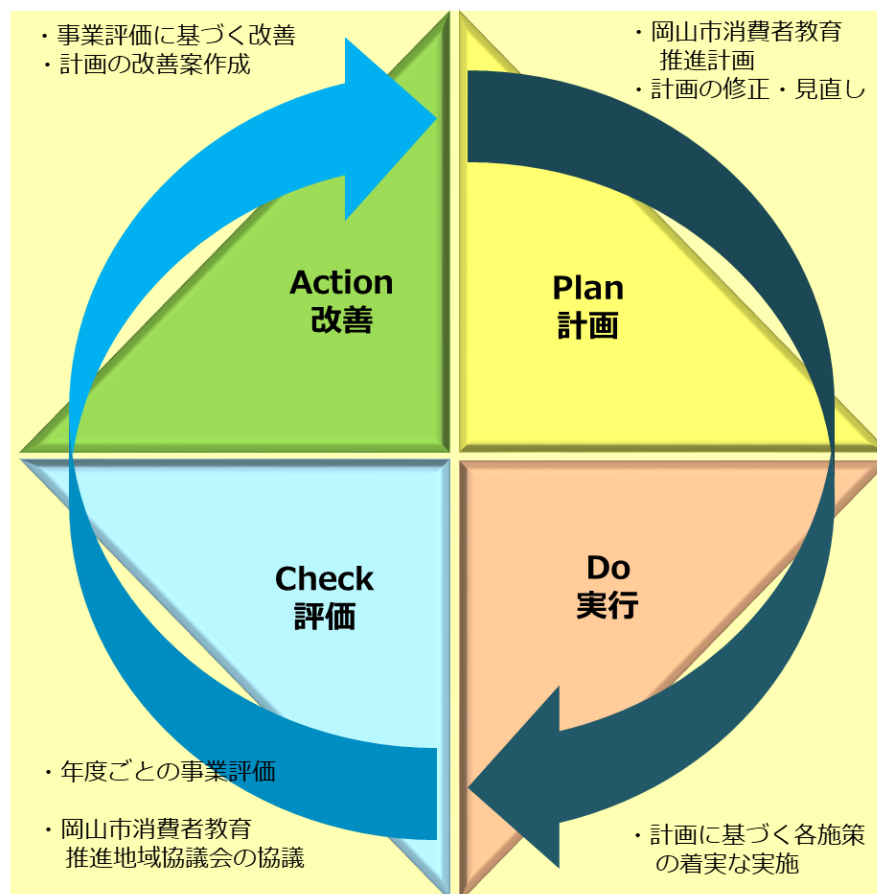 ・事業評価に基づく改善
・計画の改善案作成
・岡山市消費者教育
推進計画
・計画の修正・見直し
Action
改善
Plan
計画
Check
評価
Do
実行
・年度ごとの事業評価
・岡山市消費者教育
推進地域協議会の協議
・計画に基づく各施策
の着実な実施